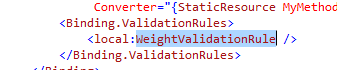 Converter="{StaticResource MyMethod
<Binding.ValidationRules>
<local:WeightValidationRule />
</Binding.ValidationRules>
</Binding>